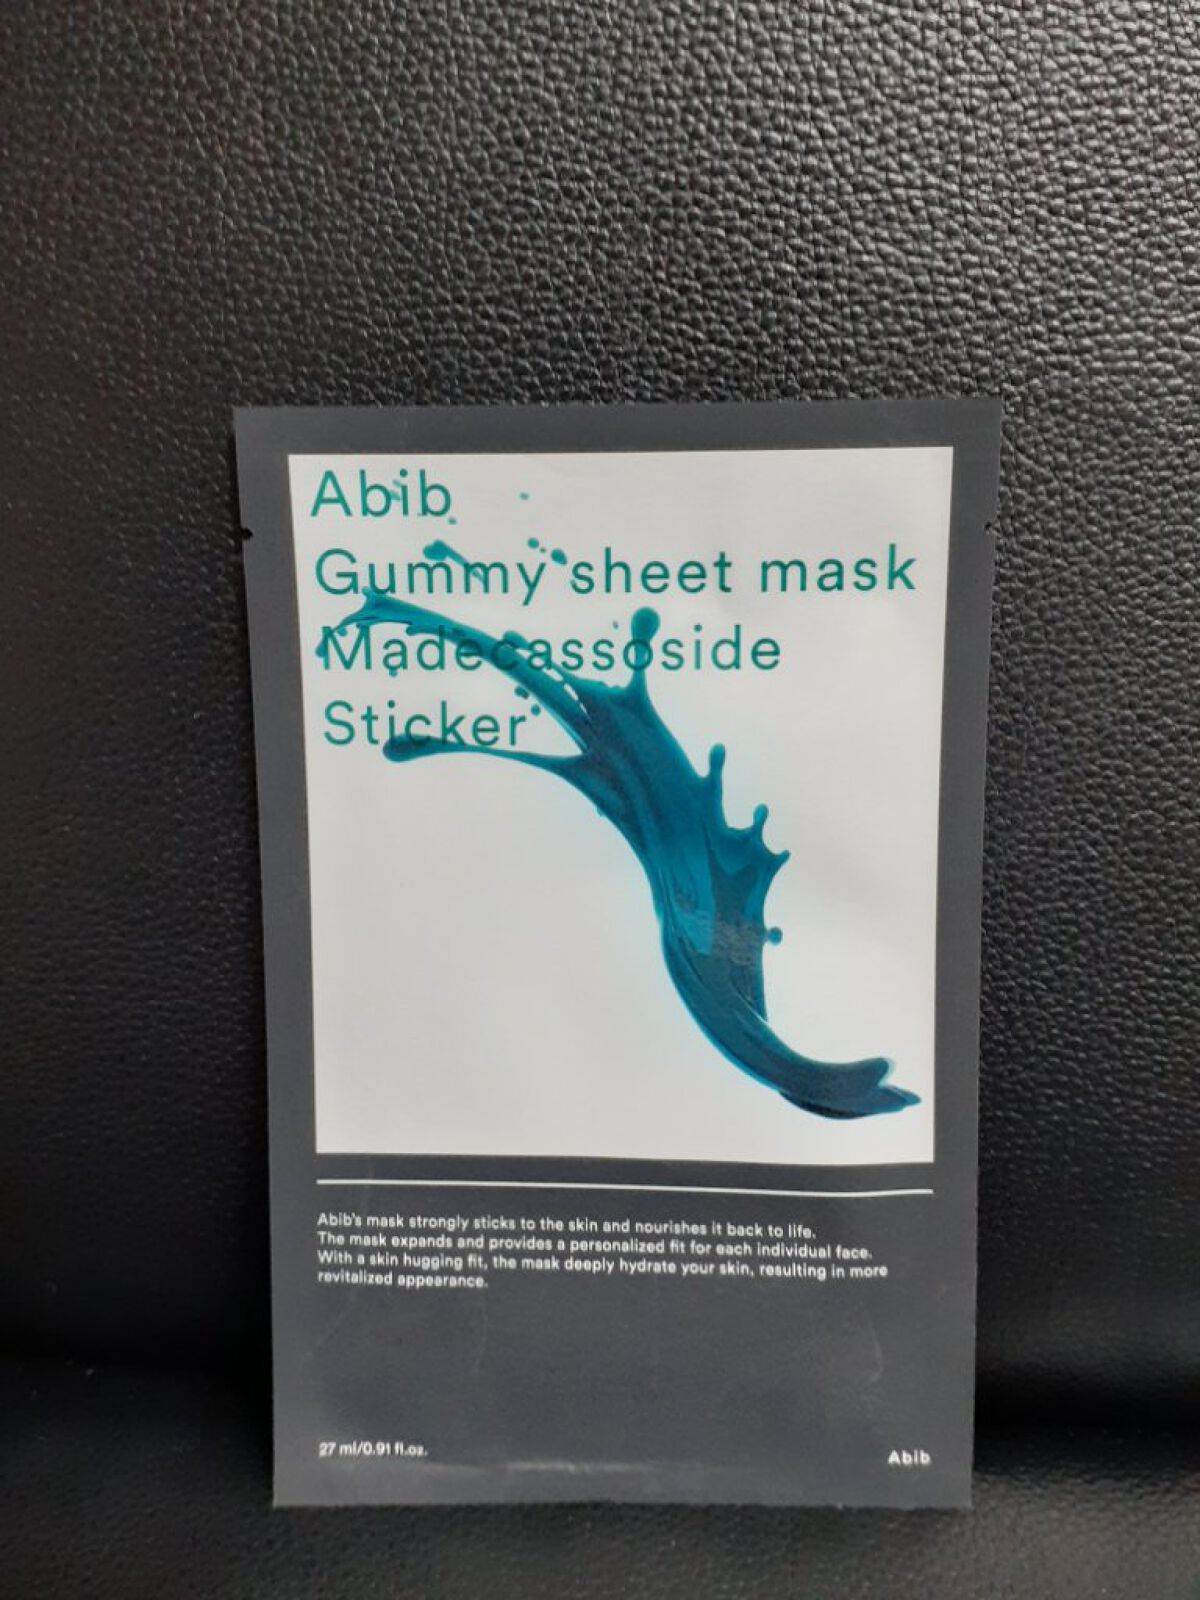 Abib
Gummy sheet mask
Madecassoside
Sticker
Abib's mask strongly sticks to the skin and nourishes it back to life.
The mask expands and provides a personalized fit for each individual face.
With a skin hugging fit, the mask deeply hydrate your skin, resulting in more
revitalized appearance.
27 ml/0.91 fl.oz.
Abib